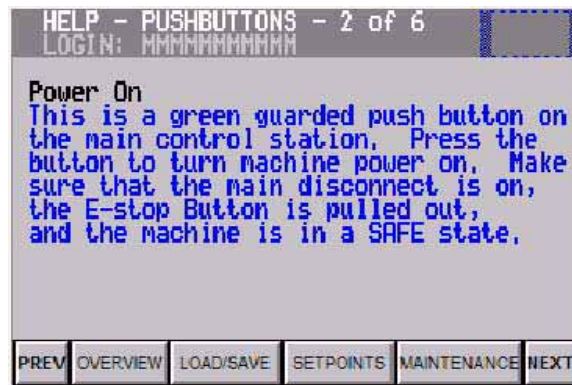 HELP - PUSHBUTTONS - 2 of 6
LOGIN: MMMMMMMMMMM
Power On
This is a green guarded push button on
the main control station. Press the
button to turn machine power on. Make
sure that the main disconnect is on,
the E-stop Button is pulled out,
and the machine is in a SAFE state.
PREV OVERVIEW LOAD/SAVE SETPOINTS MAINTENANCE NEXT